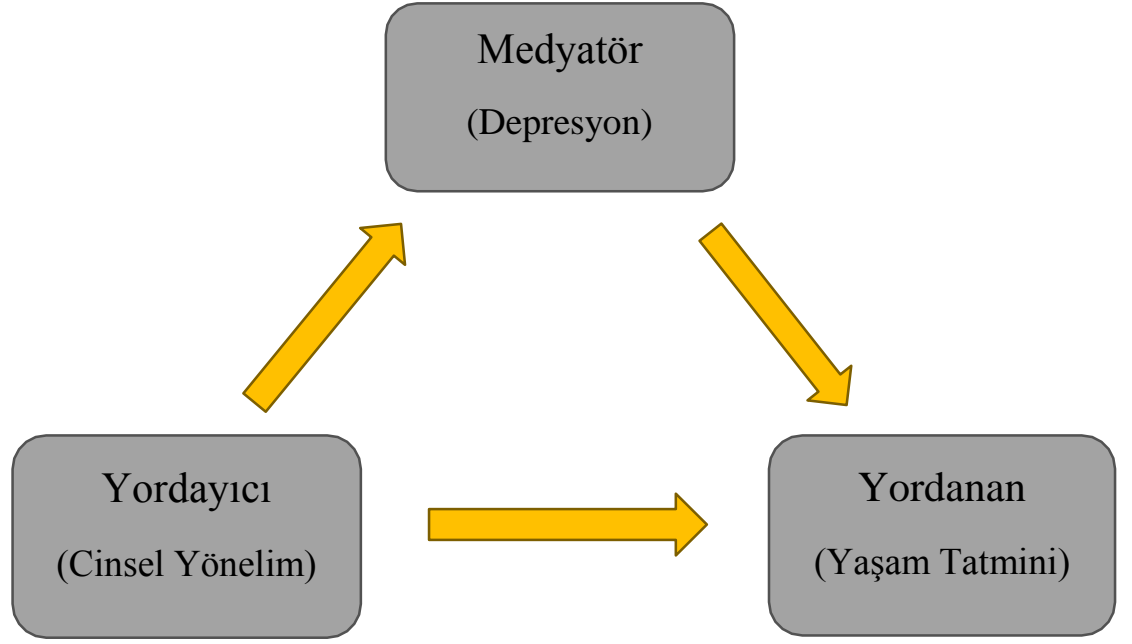 Medyatör
(Depresyon)
Yordayıcı
(Cinsel Yönelim)
Yordanan
(Yaşam Tatmini)